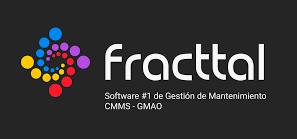 fracttal
Software #1 de Gestión de Mantenimiento
CMMS - GMAO